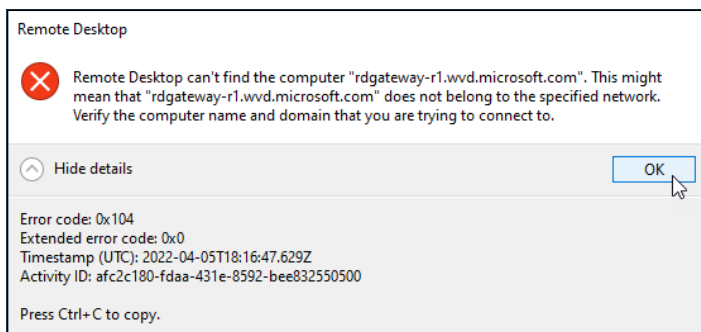 Remote Desktop
Remote Desktop can't find the computer "rdgateway-r1.wvd.microsoft.com". This might
mean that "rdgateway-r1.wvd.microsoft.com" does not belong to the specified network.
Verify the computer name and domain that you are trying to connect to.
Hide details
OK
Error code: 0x104
Extended error code: 0x0
Timestamp (UTC): 2022-04-05T18:16:47.629Z
Activity ID: afc2c180-fdaa-431e-8592-bee832550500
Press Ctrl+C to copy.